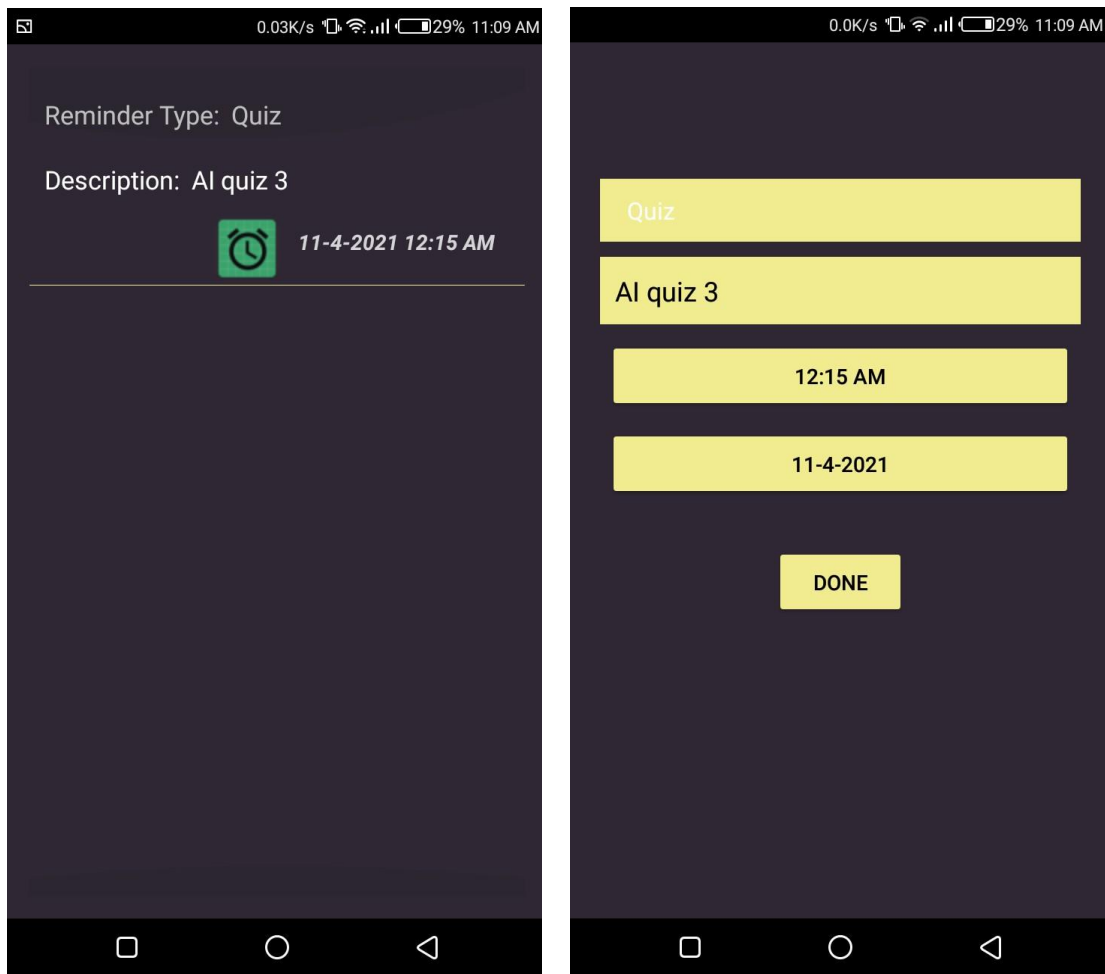 0.03K/s 29% 11:09 AM
Reminder Type: Quiz
Description: AI quiz 3
11-4-2021 12:15 AM
0.0K/s 29% 11:09 AM
Quiz
AI quiz 3
12:15 AM
11-4-2021
DONE